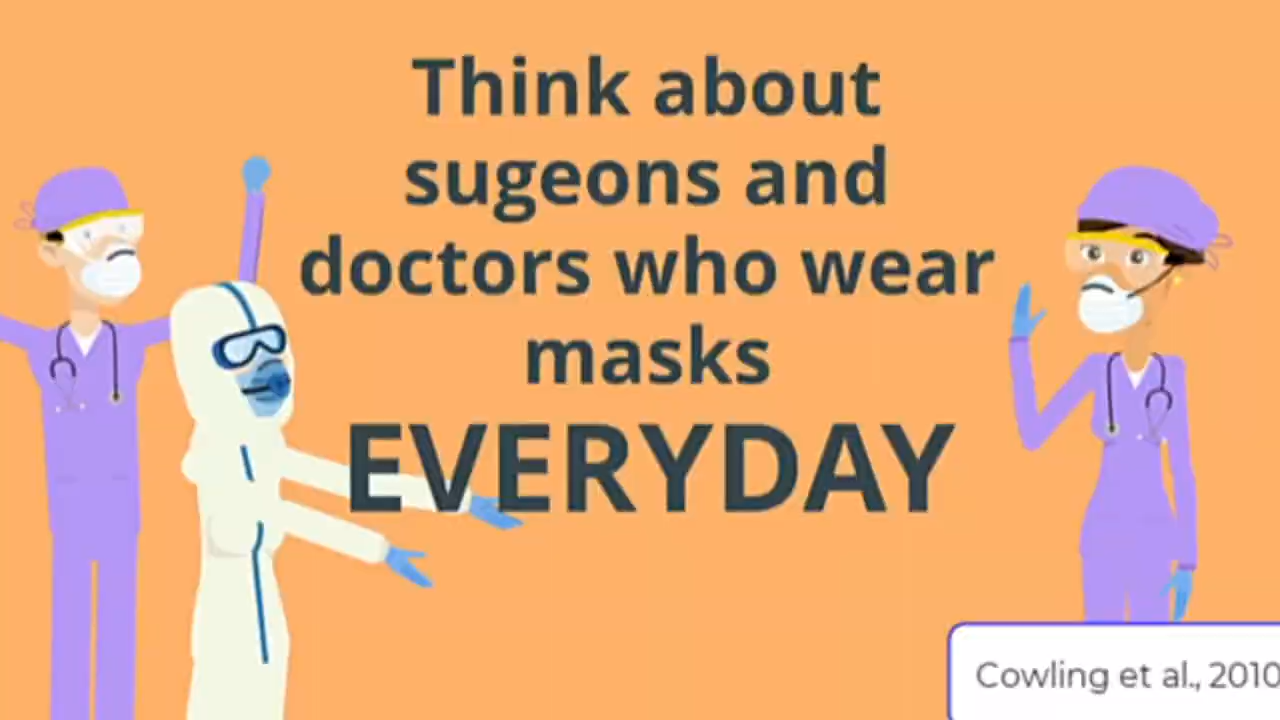 Think about
sugeons and
doctors who wear
masks
EVERYDAY
Cowling et al., 2010